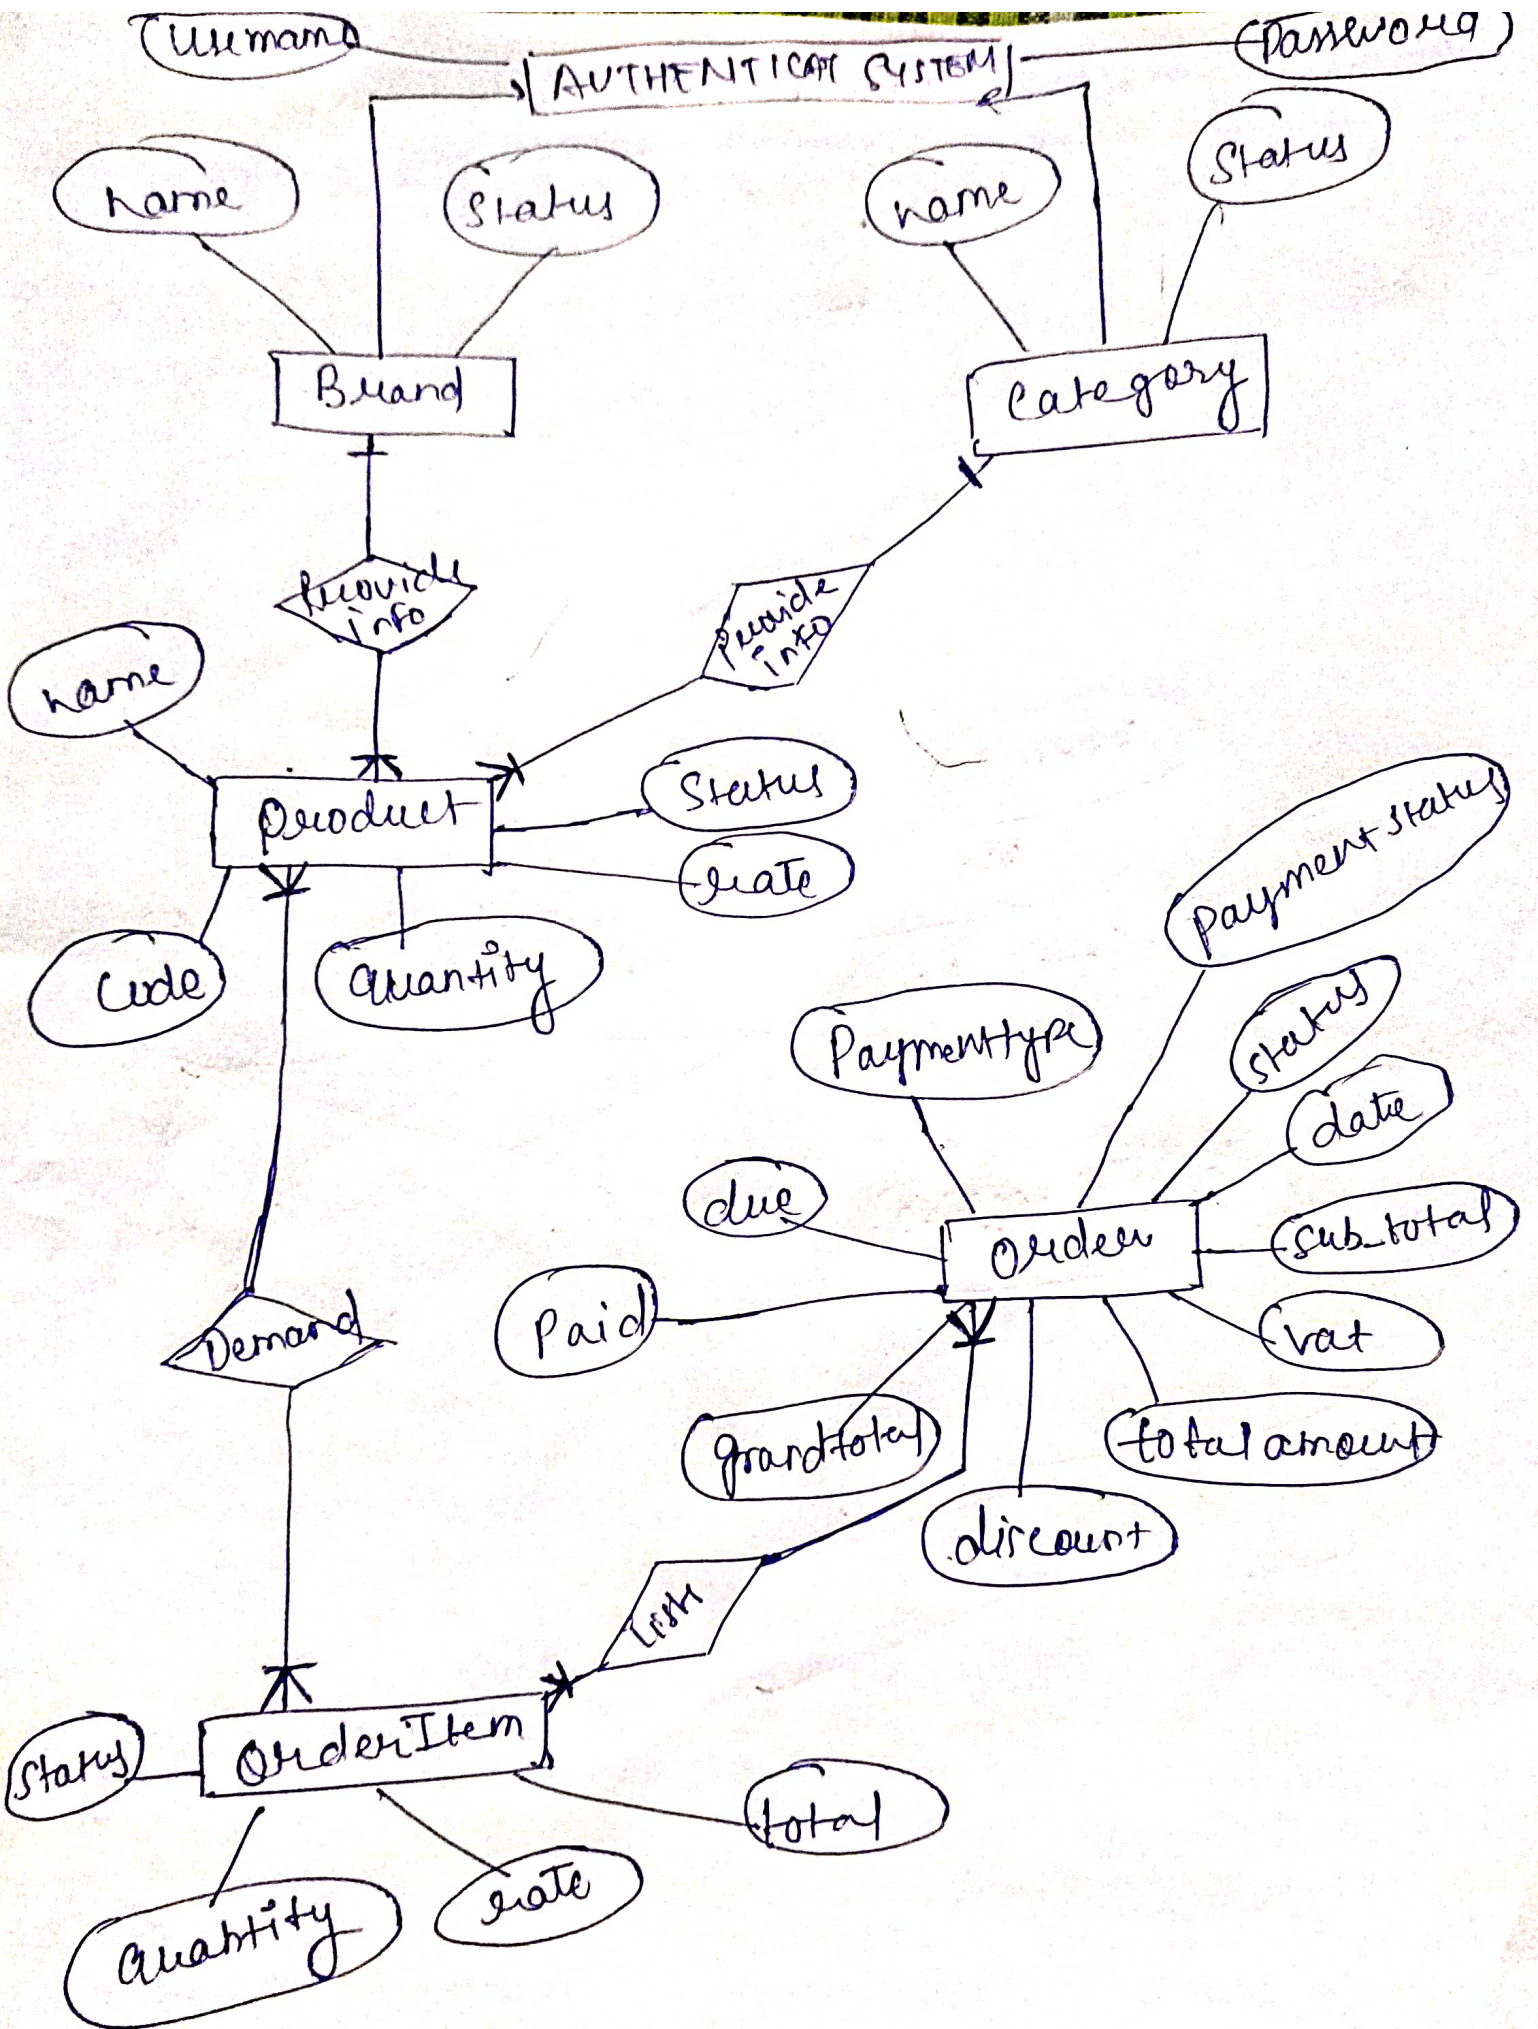 Username
AUTHENTICAT SYSTEM
Password
name
Status
name
Status
Brand
Category
Provide
info
Provide
info
name
Product
Status
rate
Code
Quantity
Payment status
Paymenttype
status
date
due
Order
sub_total
Paid
vat
Demand
grandtotal
totalamount
discount
OrderItem
Status
total
rate
Quantity